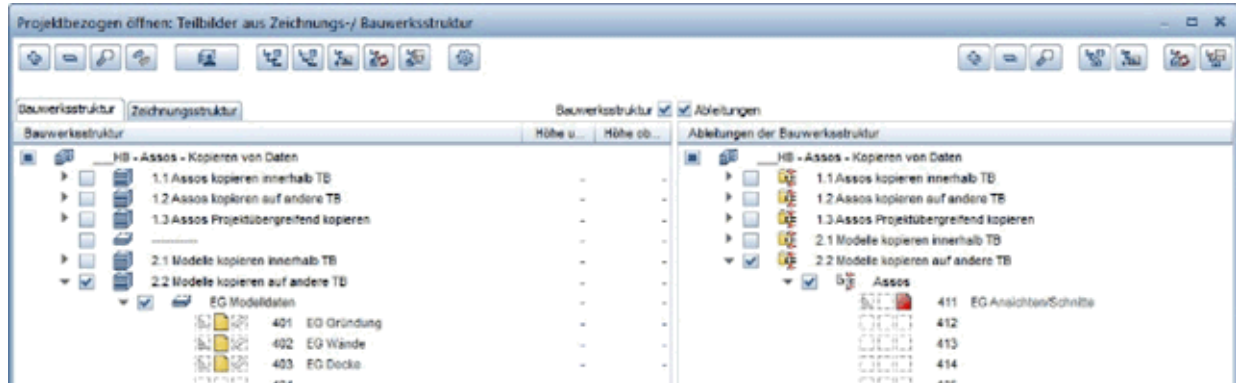 Projektbezogen öffnen: Teilbilder aus Zeichnungs-/ Bauwerksstruktur
Bauwerksstruktur Zeichnungsstruktur Bauwerksstruktur Ableitungen
Bauwerksstruktur Höhe u... Höhe ob... Ableitungen der Bauwerksstruktur
___HB - Assos - Kopieren von Daten ___HB - Assos - Kopieren von Daten
1.1 Assos kopieren innerhalb TB - - 1.1 Assos kopieren innerhalb TB
1.2 Assos kopieren auf andere TB - - 1.2 Assos kopieren auf andere TB
1.3 Assos Projektübergreifend kopieren - - 1.3 Assos Projektübergreifend kopieren
----------- - - 2.1 Modelle kopieren innerhalb TB
2.1 Modelle kopieren innerhalb TB - - 2.2 Modelle kopieren auf andere TB
2.2 Modelle kopieren auf andere TB - - Assos
EG Modelldaten - - 411 EG Ansichten/Schnitte
401 EG Gründung - - 412
402 EG Wände - - 413
403 EG Decke - - 414